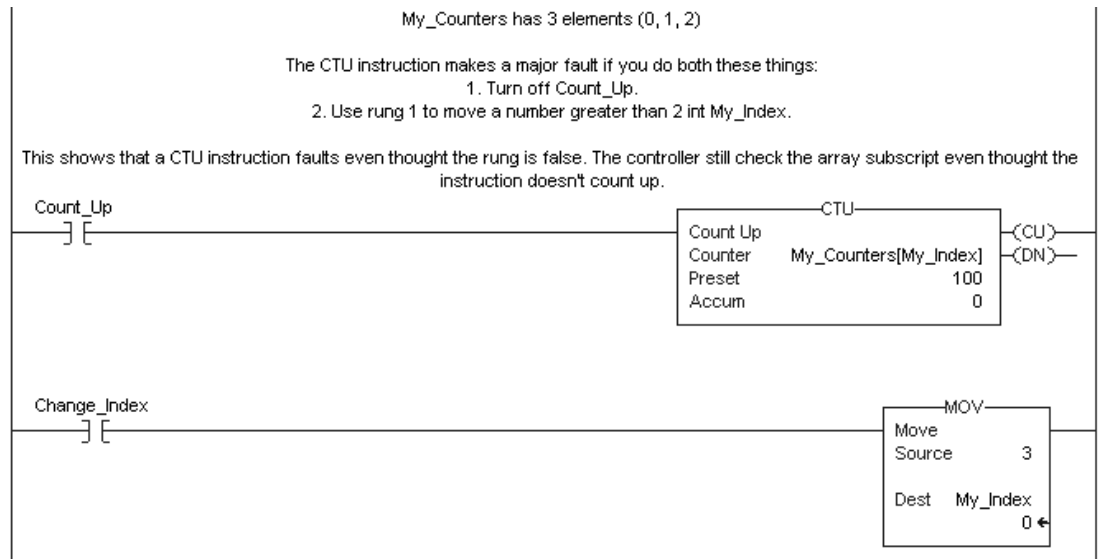 My_Counters has 3 elements (0, 1, 2)
The CTU instruction makes a major fault if you do both these things:
1. Turn off Count_Up.
2. Use rung 1 to move a number greater than 2 int My_Index.
This shows that a CTU instruction faults even thought the rung is false. The controller still check the array subscript even thought the
instruction doesn't count up.
Count_Up
CTU
Count Up
Counter My_Counters[My_Index]
Preset 100
Accum 0
(CU)
(DN)
Change_Index
MOV
Move
Source 3
Dest My_Index
0